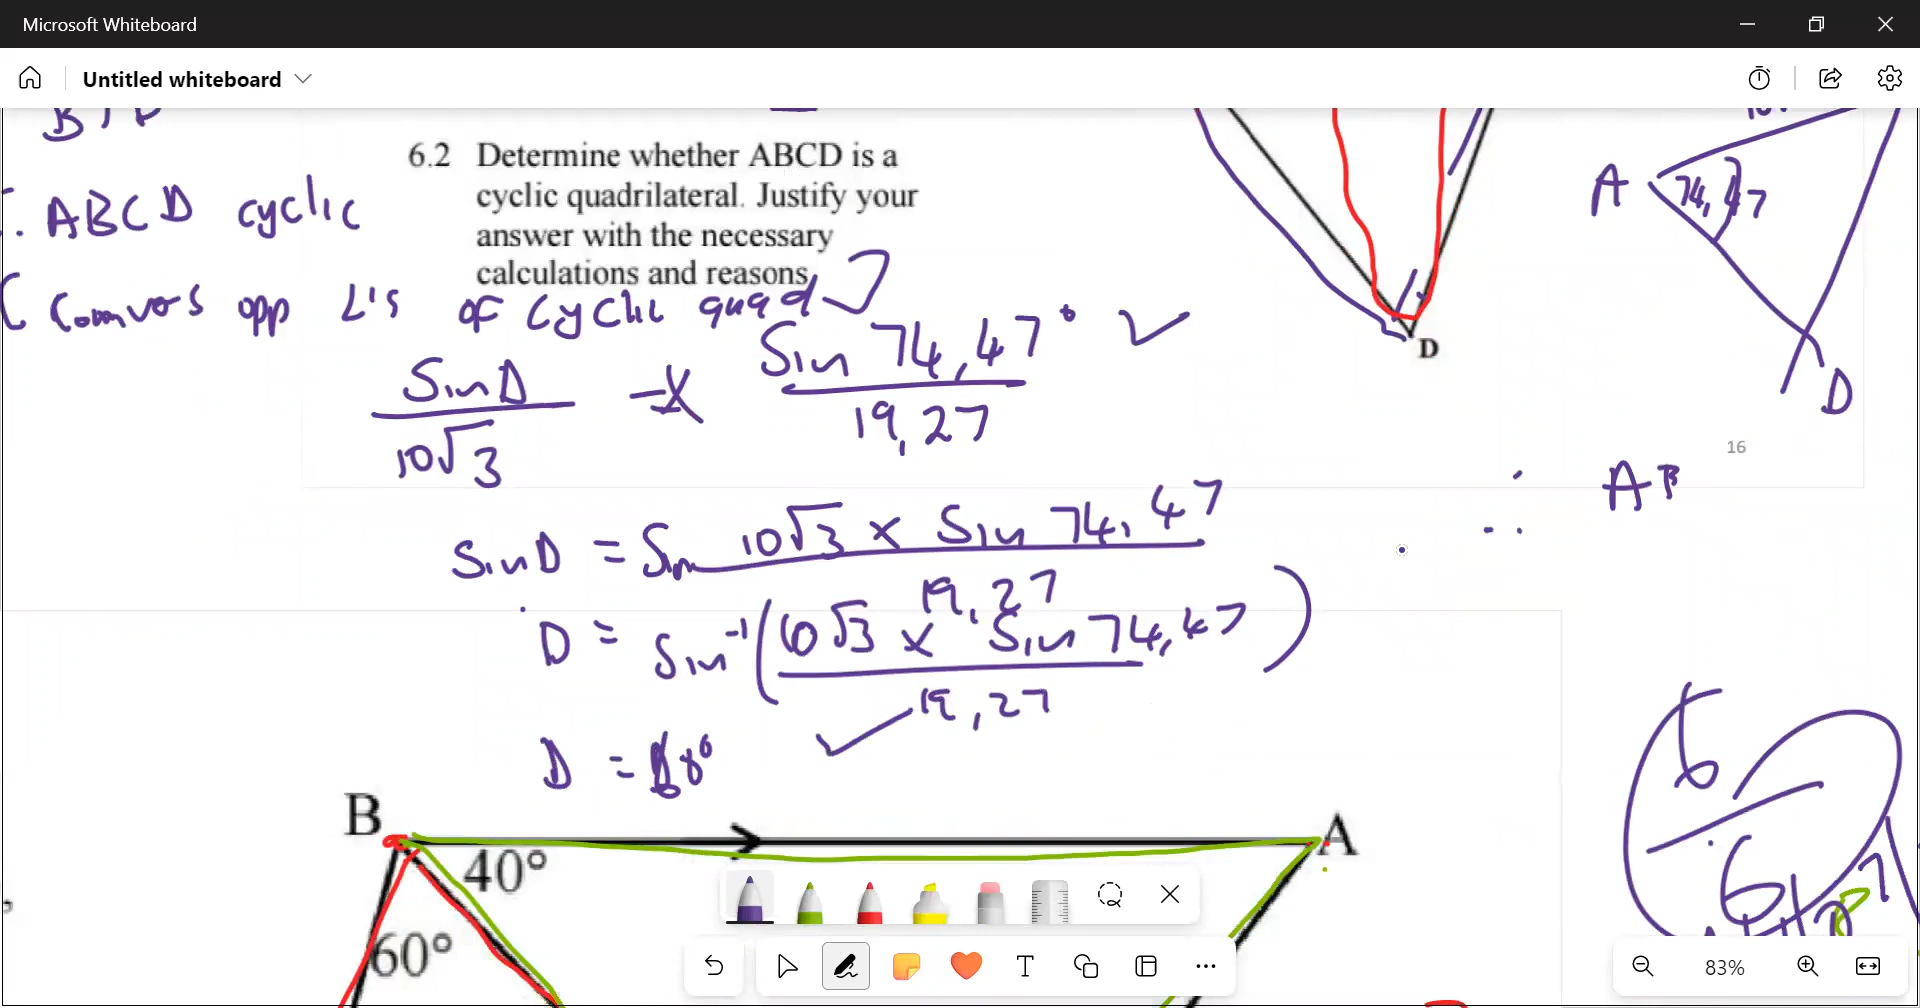 Microsoft Whiteboard
Untitled whiteboard
6.2 Determine whether ABCD is a
cyclic quadrilateral. Justify your
answer with the necessary
calculations and reasons
∴ ABCD cyclic
opp L's of cyclic quad)
Sin D / 10√3 = Sin 74,47° / 19,27 ✓
Sin D = 10√3 x Sin 74,47 / 19,27
D = Sin⁻¹(10√3 x Sin 74,47 / 19,27)
D = 60° ✓
D
A 74,47
D
16
∴ AB
B
A
40°
60°
83%